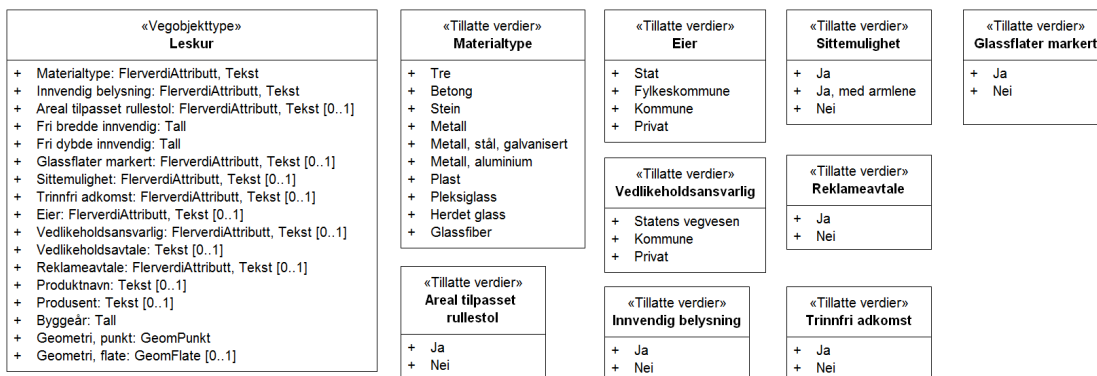 «Vegobjekttype»
Leskur
+ Materialtype: FlerverdiAttributt, Tekst
+ Innvendig belysning: FlerverdiAttributt, Tekst
+ Areal tilpasset rullestol: FlerverdiAttributt, Tekst [0..1]
+ Fri bredde innvendig: Tall
+ Fri dybde innvendig: Tall
+ Glassflater markert: FlerverdiAttributt, Tekst [0..1]
+ Sittemulighet: FlerverdiAttributt, Tekst [0..1]
+ Trinnfri adkomst: FlerverdiAttributt, Tekst [0..1]
+ Eier: FlerverdiAttributt, Tekst [0..1]
+ Vedlikeholdsansvarlig: FlerverdiAttributt, Tekst [0..1]
+ Vedlikeholdsavtale: Tekst [0..1]
+ Reklameavtale: FlerverdiAttributt, Tekst [0..1]
+ Produktnavn: Tekst [0..1]
+ Produsent: Tekst [0..1]
+ Byggeår: Tall
+ Geometri, punkt: GeomPunkt
+ Geometri, flate: GeomFlate [0..1]
«Tillatte verdier»
Materialtype
+ Tre
+ Betong
+ Stein
+ Metall
+ Metall, stål, galvanisert
+ Metall, aluminium
+ Plast
+ Pleksiglass
+ Herdet glass
+ Glassfiber
«Tillatte verdier»
Areal tilpasset
rullestol
+ Ja
+ Nei
«Tillatte verdier»
Eier
+ Stat
+ Fylkeskommune
+ Kommune
+ Privat
«Tillatte verdier»
Vedlikeholdsansvarlig
+ Statens vegvesen
+ Kommune
+ Privat
«Tillatte verdier»
Innvendig belysning
+ Ja
+ Nei
«Tillatte verdier»
Sittemulighet
+ Ja
+ Ja, med armlene
+ Nei
«Tillatte verdier»
Reklameavtale
+ Ja
+ Nei
«Tillatte verdier»
Trinnfri adkomst
+ Ja
+ Nei
«Tillatte verdier»
Glassflater markert
+ Ja
+ Nei